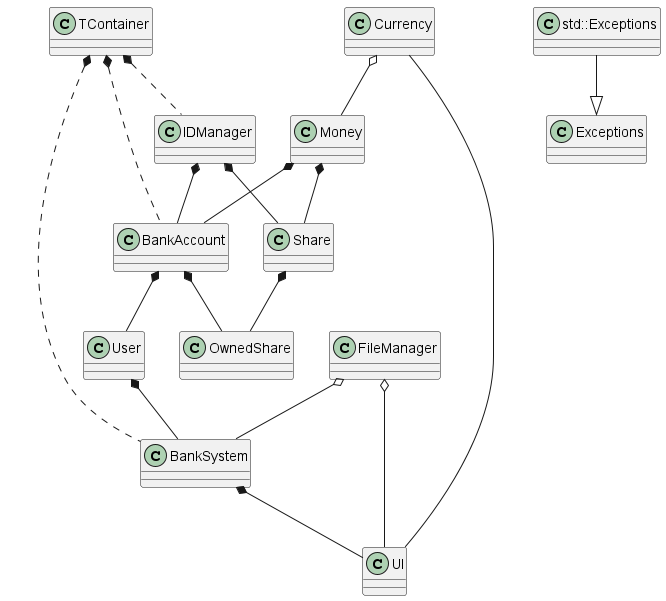 C TContainer
C Currency
C std::Exceptions
C IDManager
C Money
C Exceptions
C BankAccount
C Share
C User
C OwnedShare
C FileManager
C BankSystem
C UI